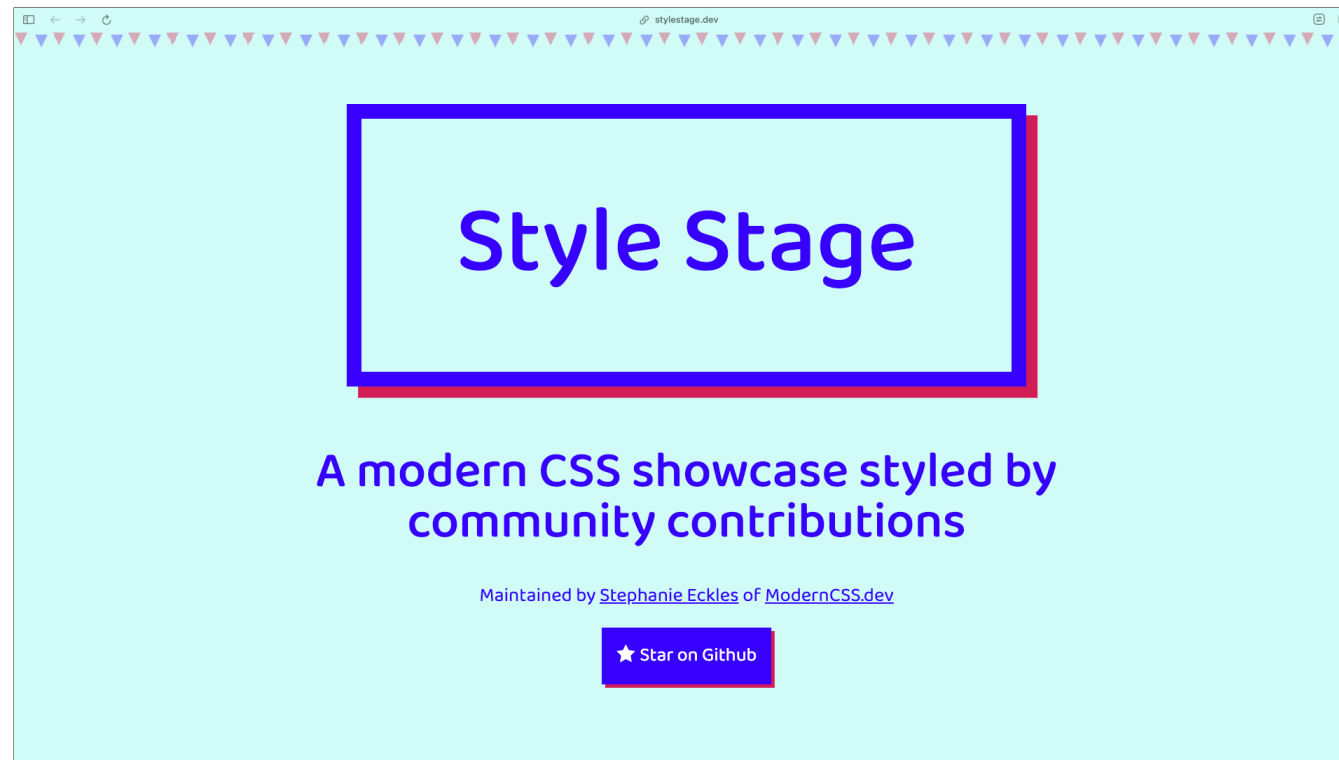 stylestage.dev
Style Stage
A modern CSS showcase styled by
community contributions
Maintained by Stephanie Eckles of ModernCSS.dev
Star on Github